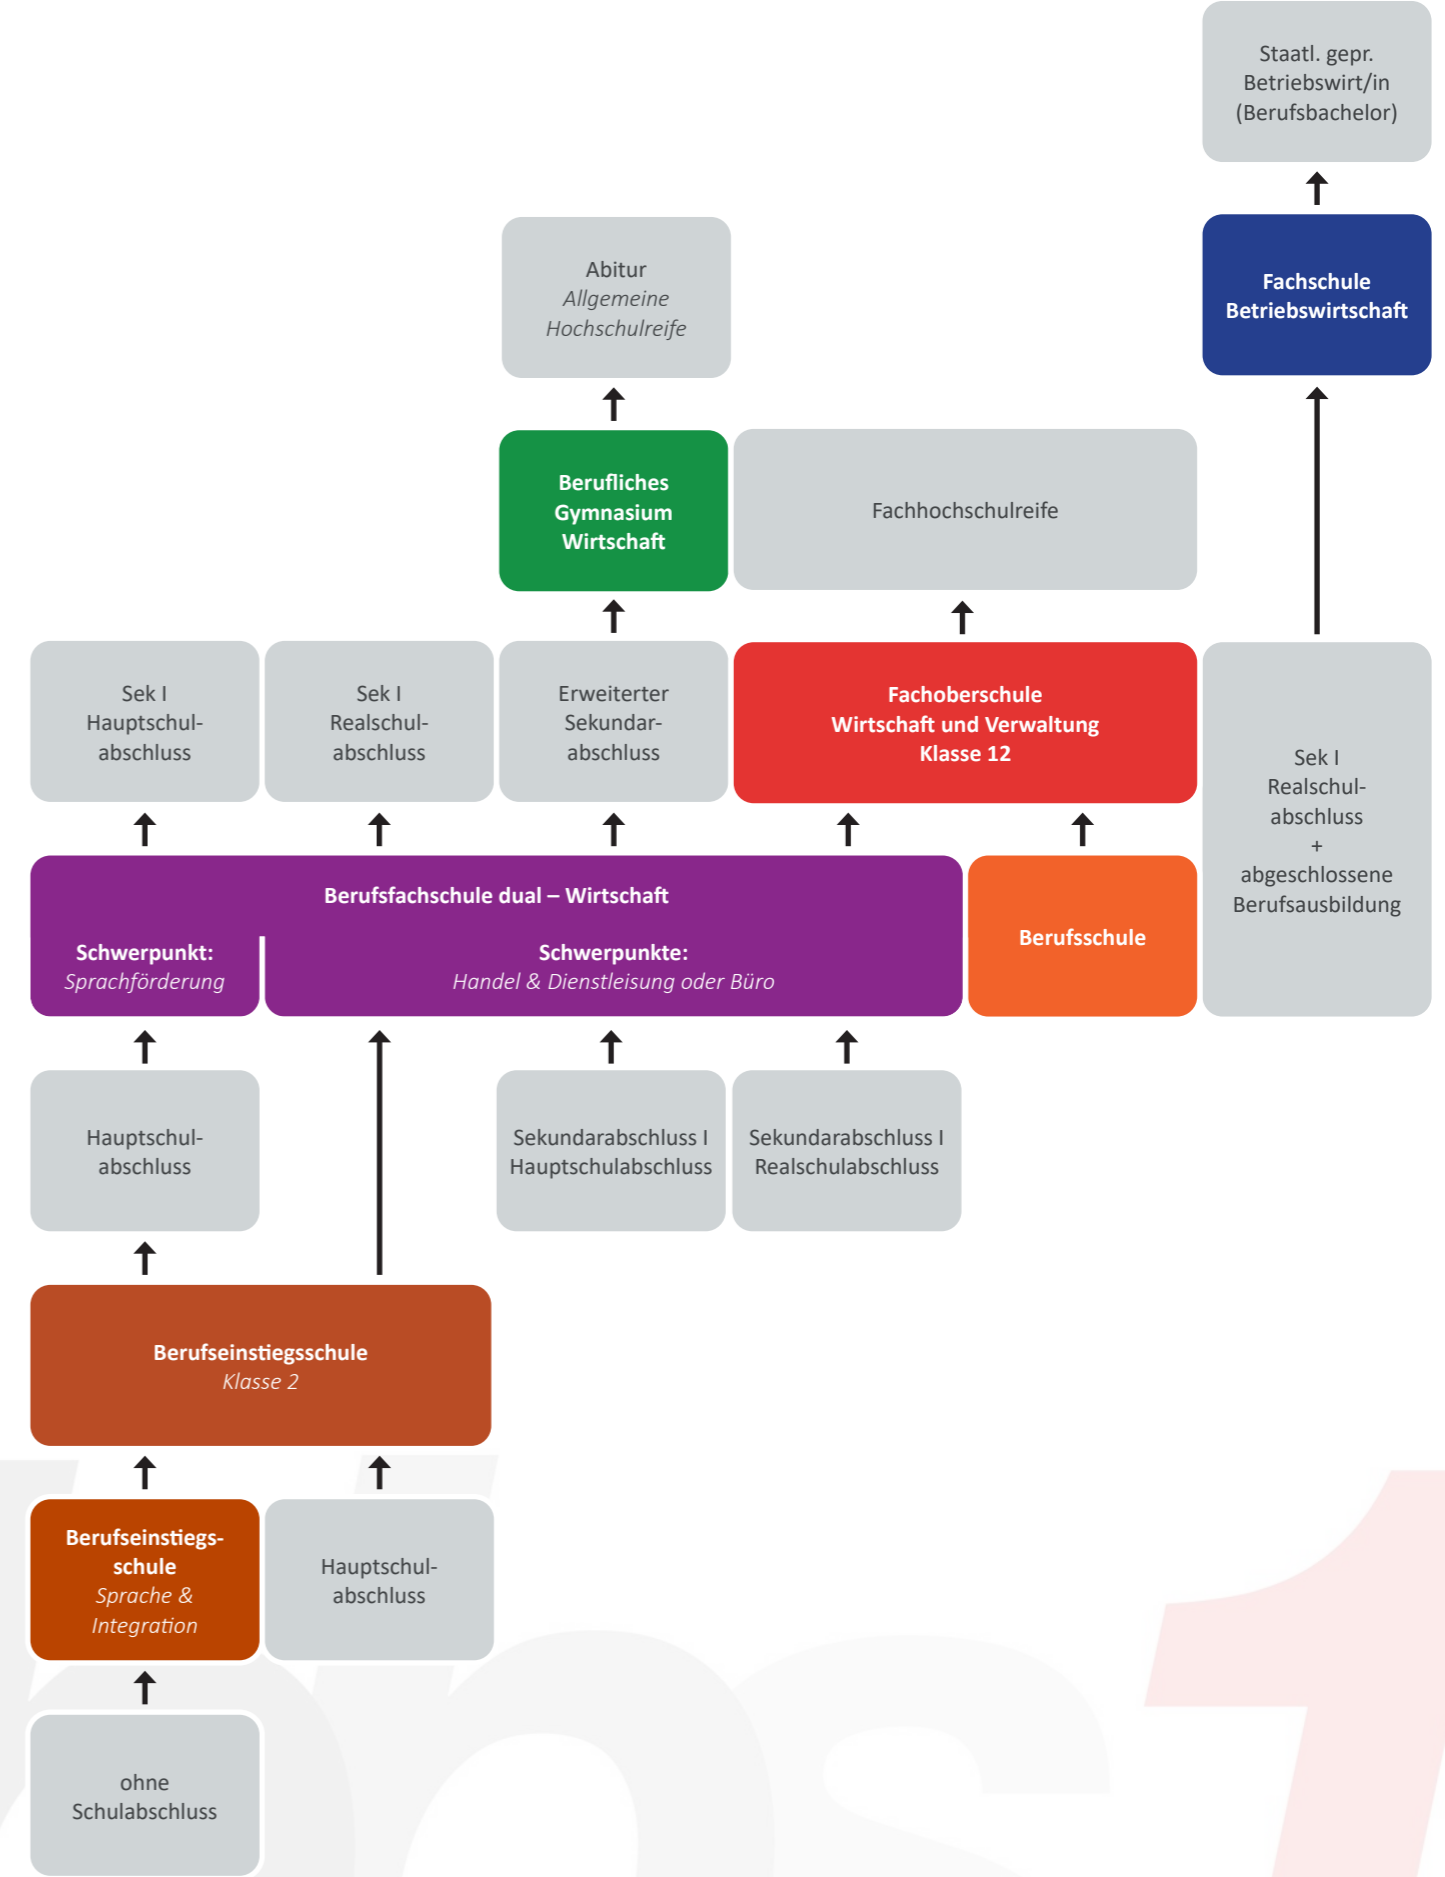 Staatl. gepr.
Betriebswirt/in
(Berufsbachelor)
Abitur
Allgemeine
Hochschulreife
Fachschule
Betriebswirtschaft
Berufliches
Gymnasium
Wirtschaft
Fachhochschulreife
Sek I
Hauptschul-
abschluss
Sek I
Realschul-
abschluss
Erweiterter
Sekundar-
abschluss
Fachoberschule
Wirtschaft und Verwaltung
Klasse 12
Sek I
Realschul-
abschluss
+
abgeschlossene
Berufsausbildung
Berufsfachschule dual – Wirtschaft
Schwerpunkt:
Sprachförderung
Schwerpunkte:
Handel & Dienstleisung oder Büro
Berufsschule
Hauptschul-
abschluss
Sekundarabschluss I
Hauptschulabschluss
Sekundarabschluss I
Realschulabschluss
Berufseinstiegsschule
Klasse 2
Berufseinstiegs-
schule
Sprache &
Integration
Hauptschul-
abschluss
ohne
Schulabschluss